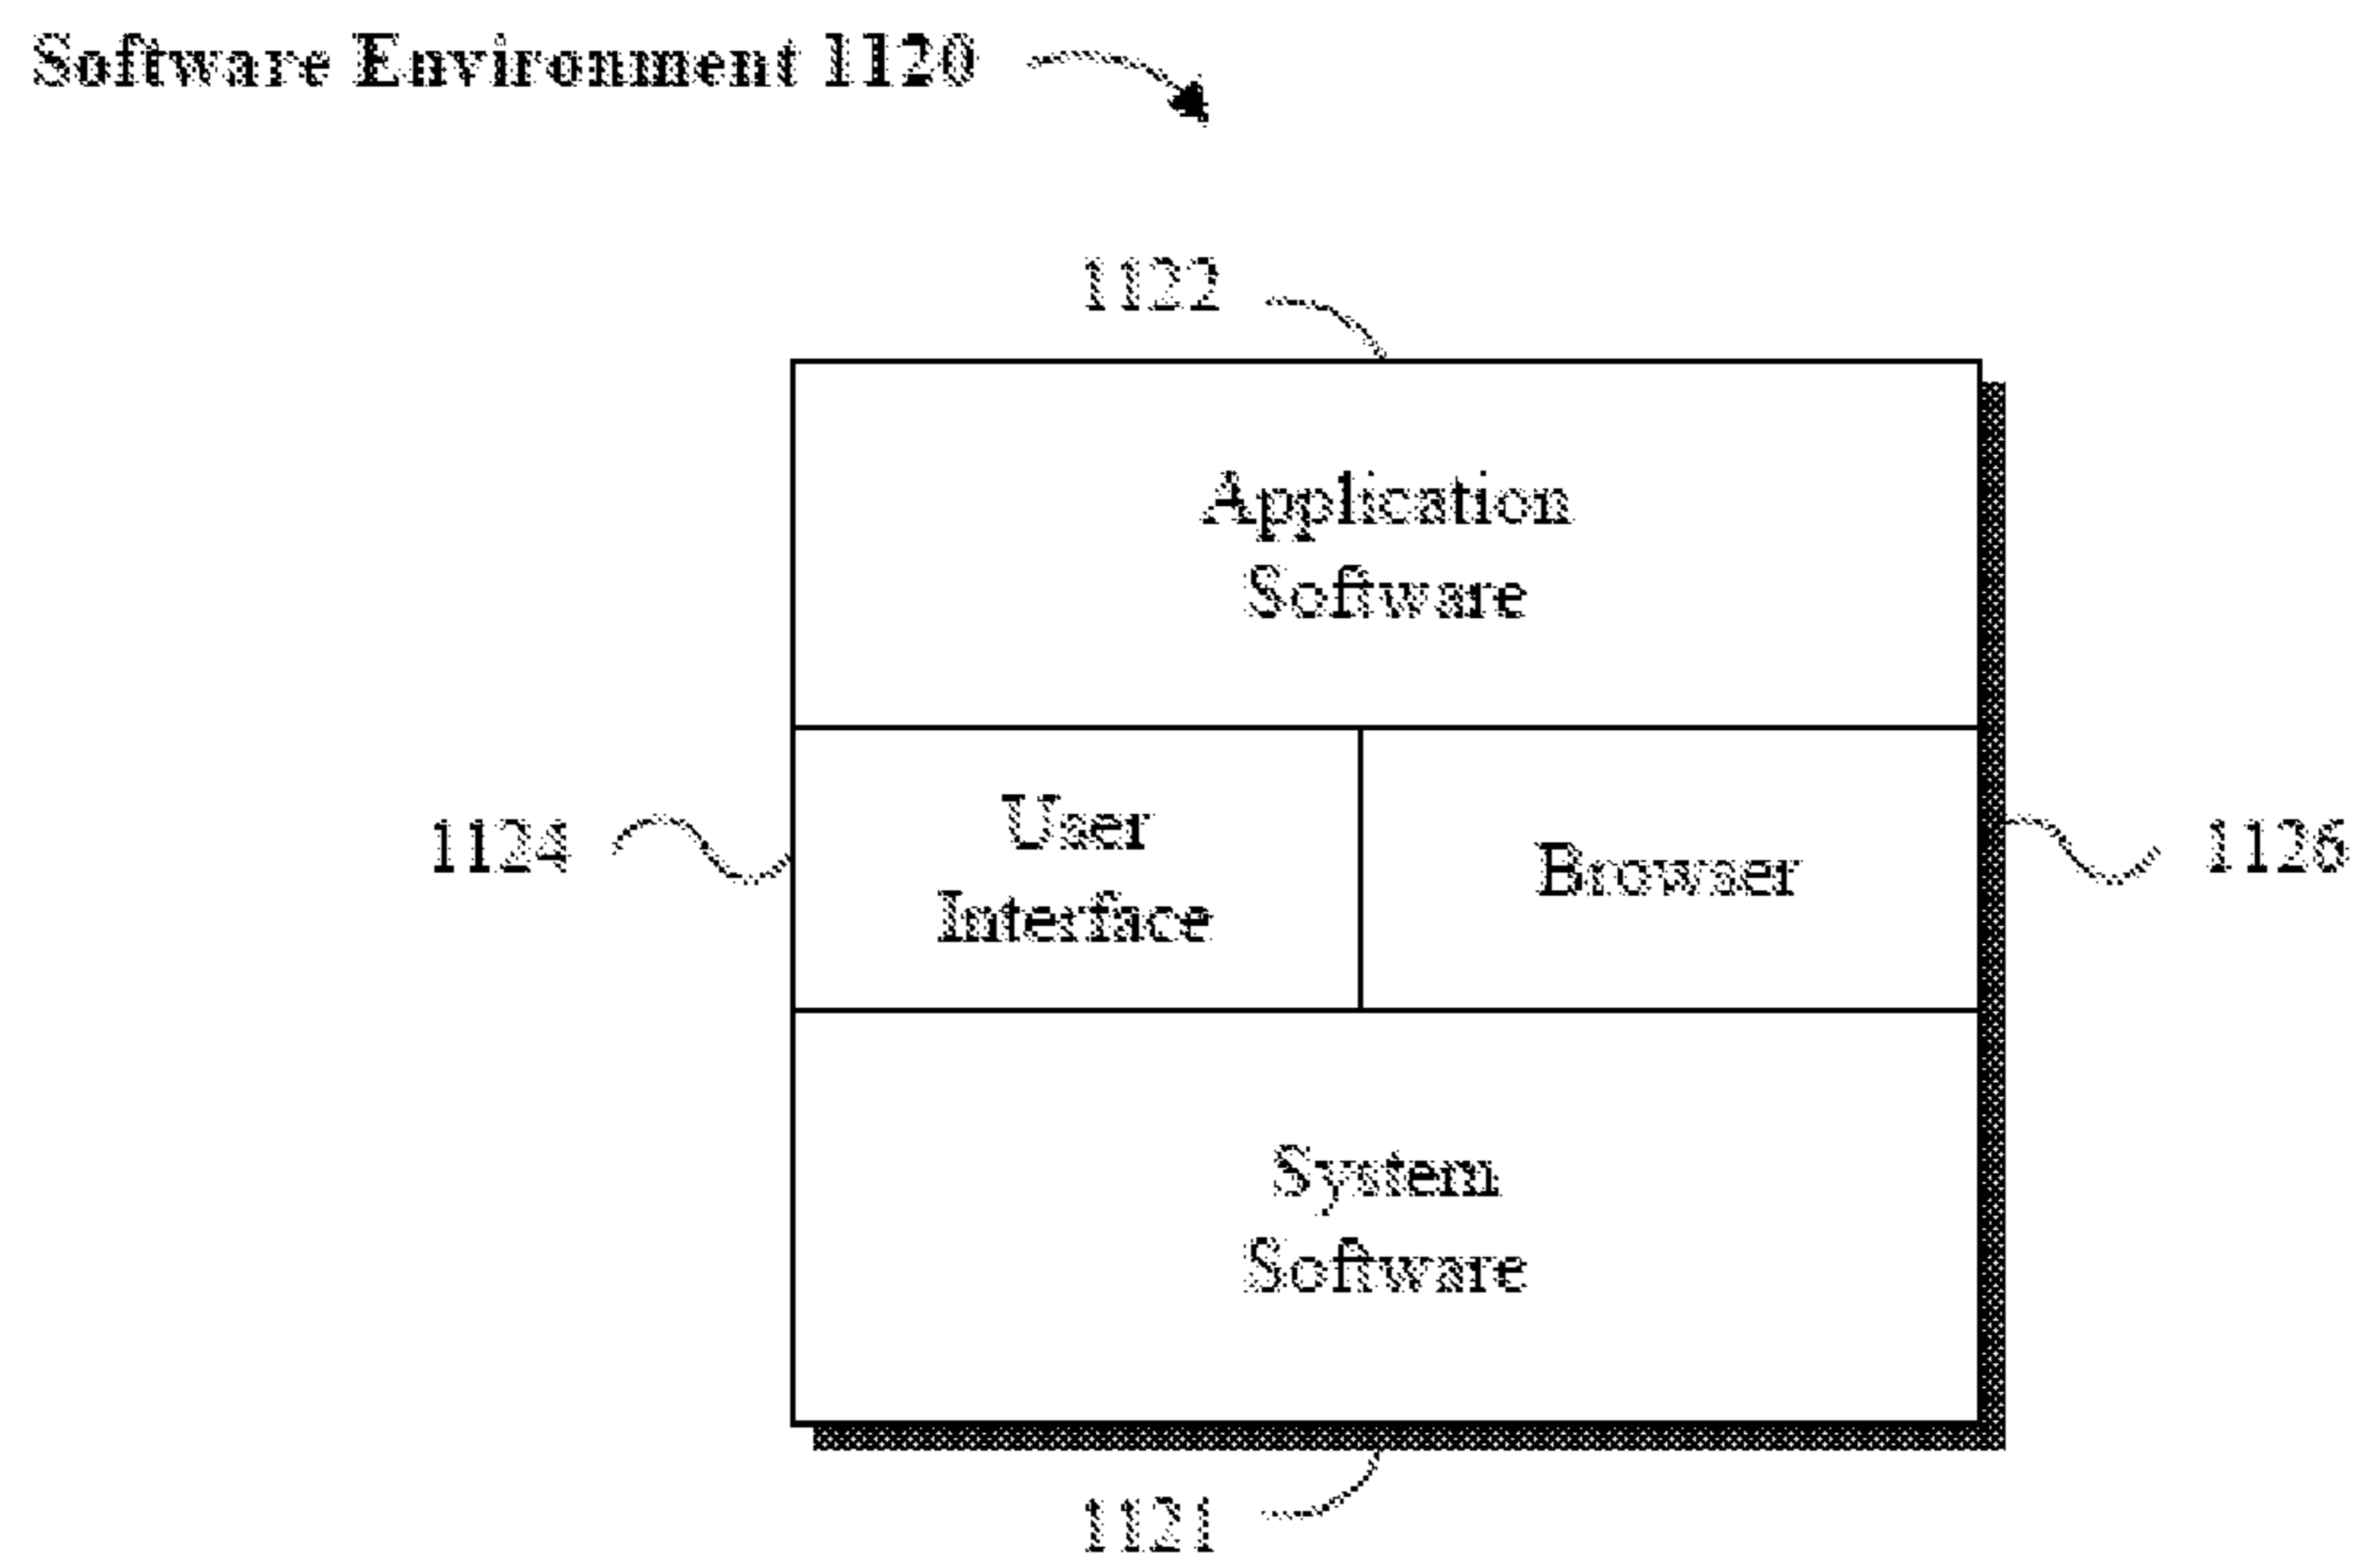 Software Environment 1120
1122
Application
Software
1124
User
Interface
Browser
1126
System
Software
1121